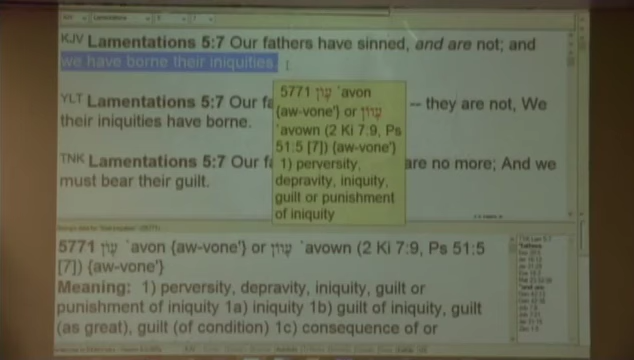 KJV Lamentations 5:7 Our fathers have sinned, and are not; and
we have borne their iniquities.
YLT Lamentations 5:7 Our fa -- they are not, We
their iniquities have borne.
TNK Lamentations 5:7 Our fa are no more; And we
must bear their guilt.
5771 עָוֹן `avon
{aw-vone'} or עָווֹן
`avown (2 Ki 7:9, Ps
51:5 [7]) {aw-vone'}
1) perversity,
depravity, iniquity,
guilt or punishment
of iniquity
5771 עָוֹן `avon {aw-vone'} or עָווֹן `avown (2 Ki 7:9, Ps 51:5
[7]) {aw-vone'}
Meaning: 1) perversity, depravity, iniquity, guilt or
punishment of iniquity 1a) iniquity 1b) guilt of iniquity, guilt
(as great), guilt (of condition) 1c) consequence of or